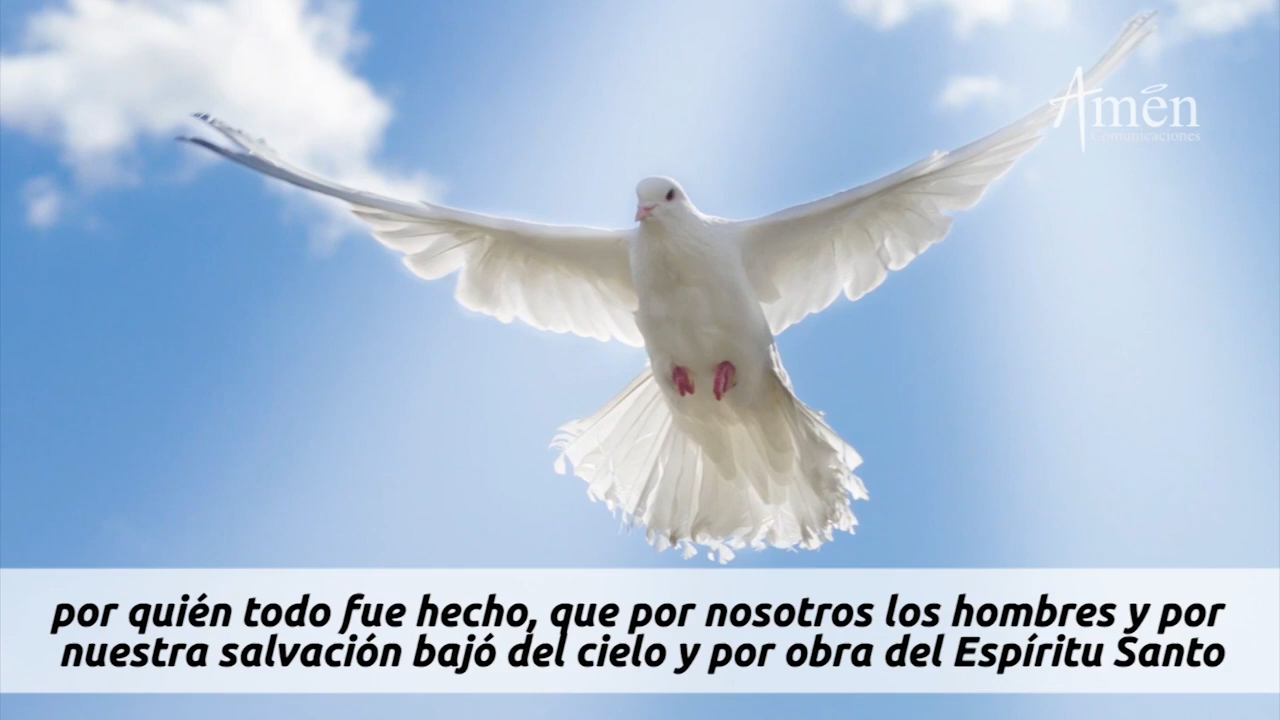 Amén
Comunicaciones
por quién todo fue hecho, que por nosotros los hombres y por
nuestra salvación bajó del cielo y por obra del Espíritu Santo